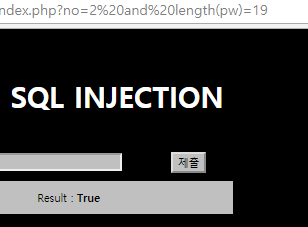 ndex.php?no=2%20and%20length(pw)=19
SQL INJECTION
제출
Result : True